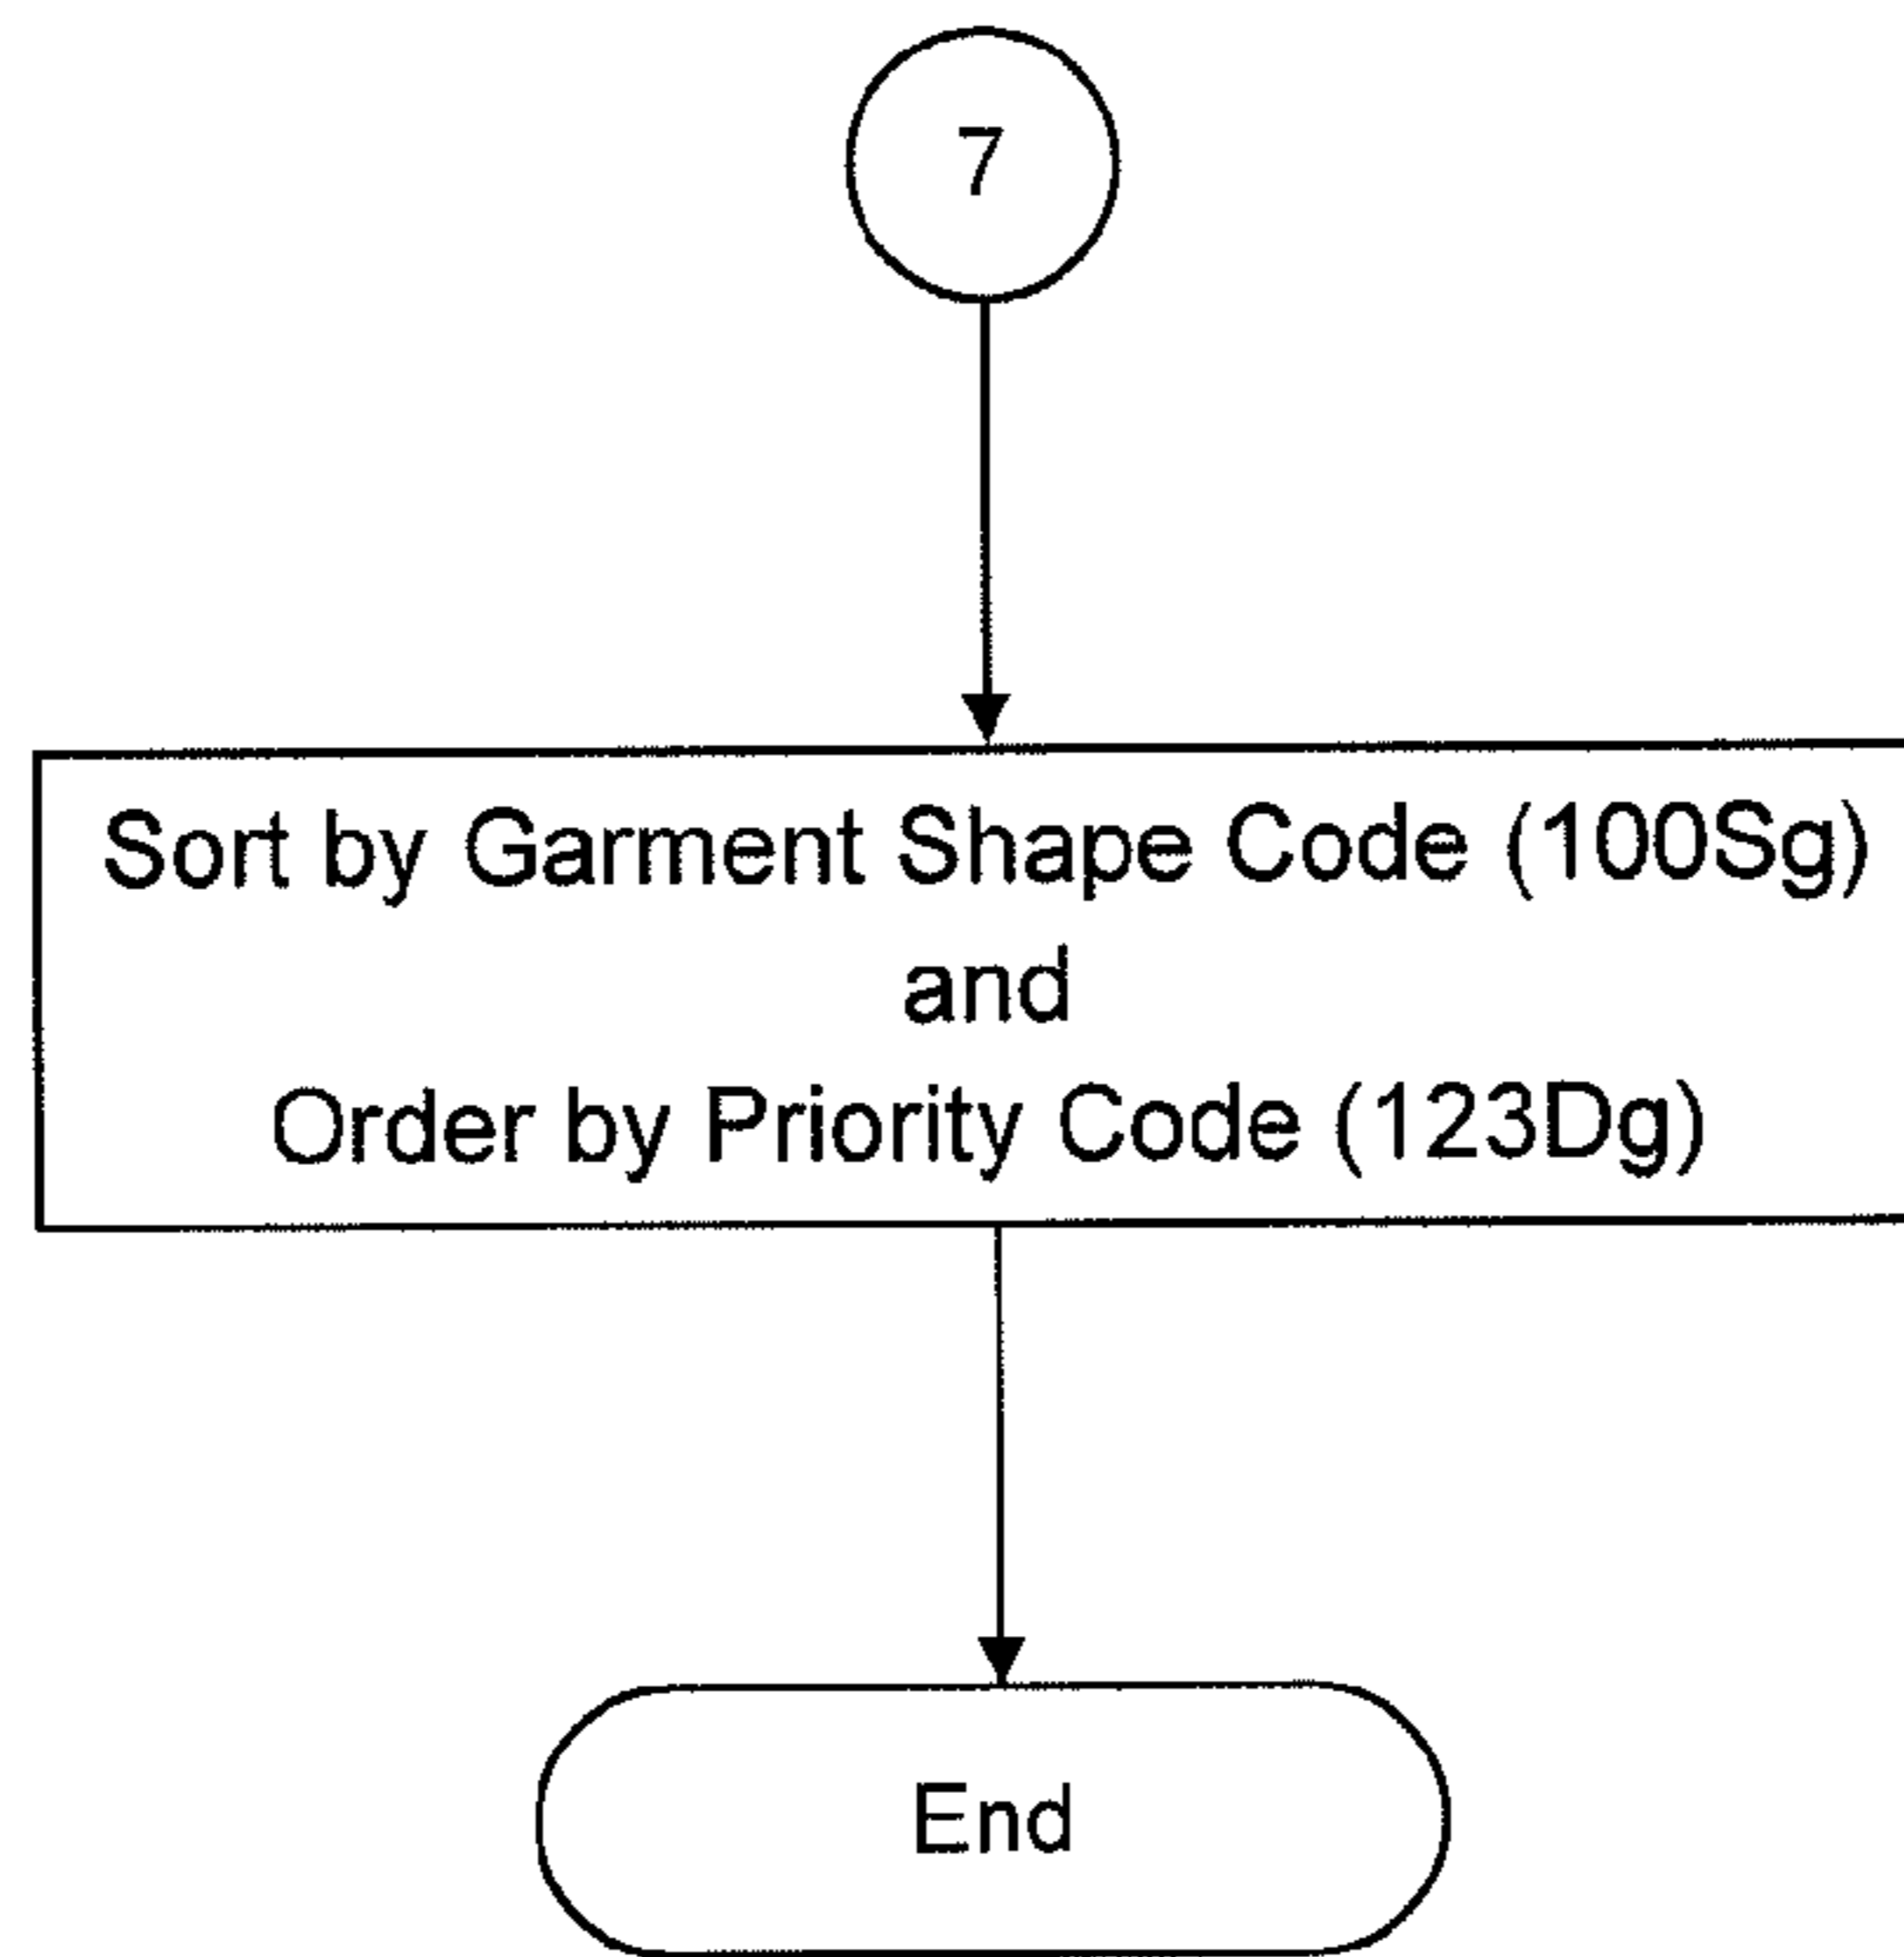 7
Sort by Garment Shape Code (100Sg)
and
Order by Priority Code (123Dg)
End